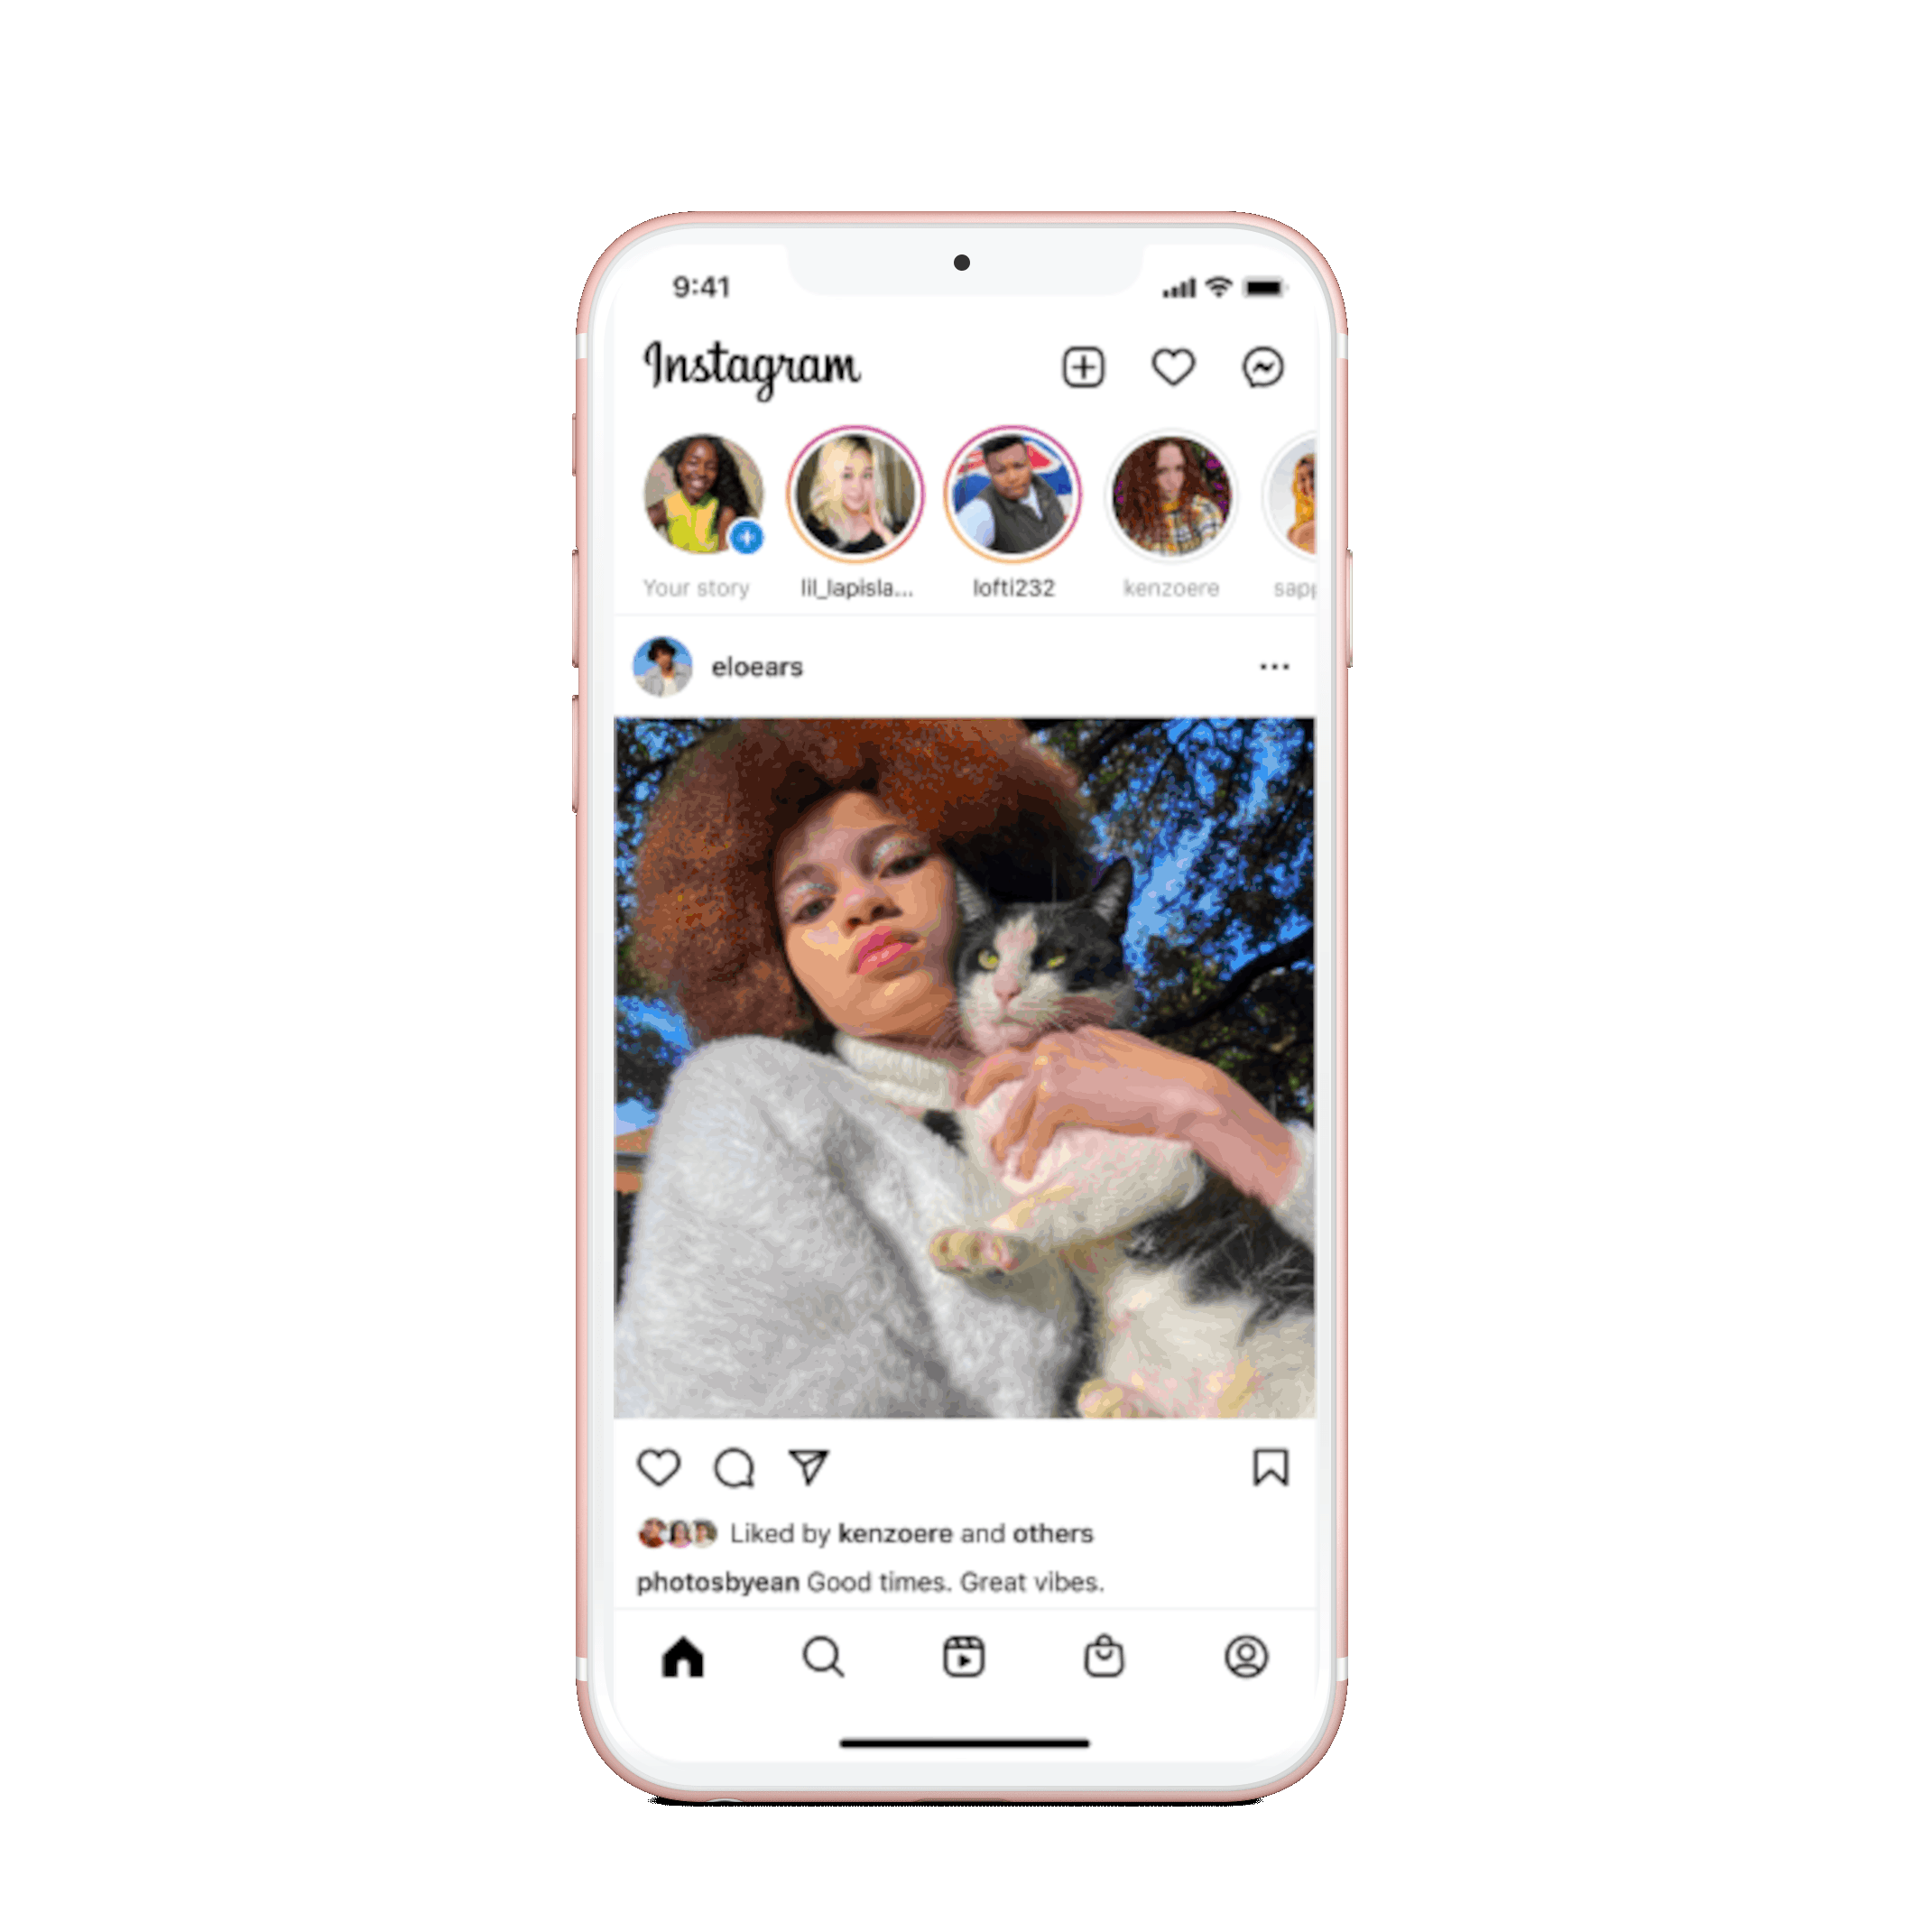 9:41
Instagram
Your story lil_lapisla... lofti232 kenzoere sapp
eloears
Liked by kenzoere and others
photosbyean Good times. Great vibes.